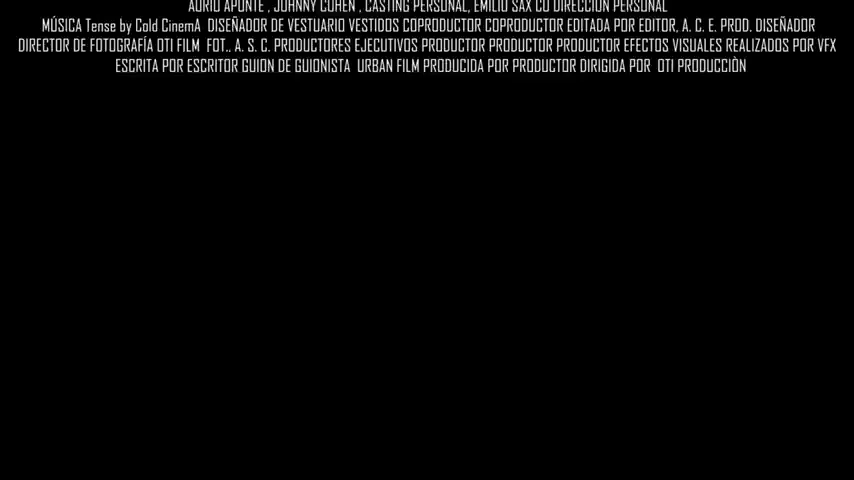 AURIO APONTE , JOHNNY COHEN , CASTING PERSONAL, EMILIO SAX CO DIRECCION PERSONAL
MÚSICA Tense by Cold CinemA DISEÑADOR DE VESTUARIO VESTIDOS COPRODUCTOR COPRODUCTOR EDITADA POR EDITOR, A. C. E. PROD. DISEÑADOR
DIRECTOR DE FOTOGRAFÍA OTI FILM FOT.. A. S. C. PRODUCTORES EJECUTIVOS PRODUCTOR PRODUCTOR PRODUCTOR EFECTOS VISUALES REALIZADOS POR VFX
ESCRITA POR ESCRITOR GUION DE GUIONISTA URBAN FILM PRODUCIDA POR PRODUCTOR DIRIGIDA POR OTI PRODUCCIÒN